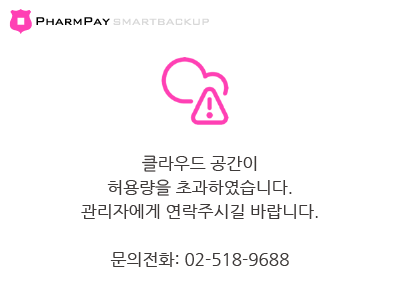 PHARMPAY SMARTBACKUP
클라우드 공간이
허용량을 초과하였습니다.
관리자에게 연락주시길 바랍니다.
문의전화: 02-518-9688